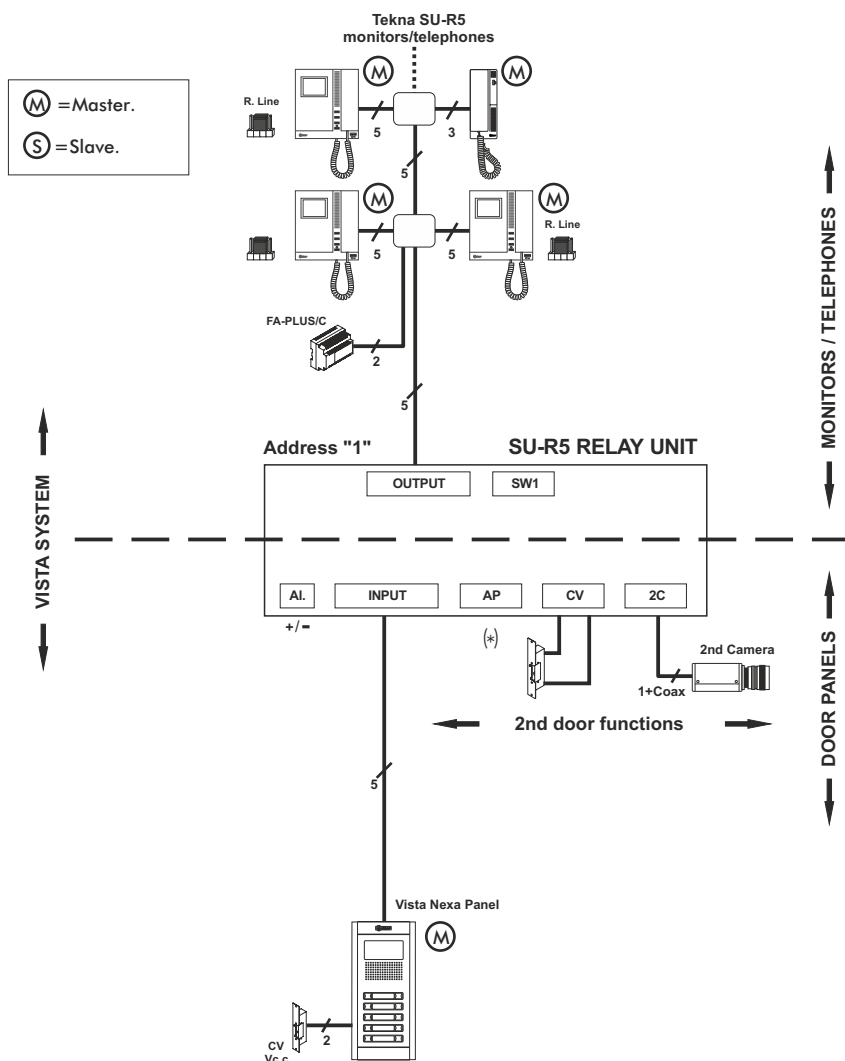 Tekna SU-R5
monitors/telephones
M
M
M =Master.
S =Slave.
R. Line
5
3
5
M
M
R. Line
5
5
FA-PLUS/C
2
5
MONITORS / TELEPHONES
Address "1"
SU-R5 RELAY UNIT
OUTPUT
SW1
VISTA SYSTEM
AI.
INPUT
AP
CV
2C
+/-
(*)
2nd Camera
1+Coax
2nd door functions
DOOR PANELS
5
Vista Nexa Panel
M
2
CV
Vc.c